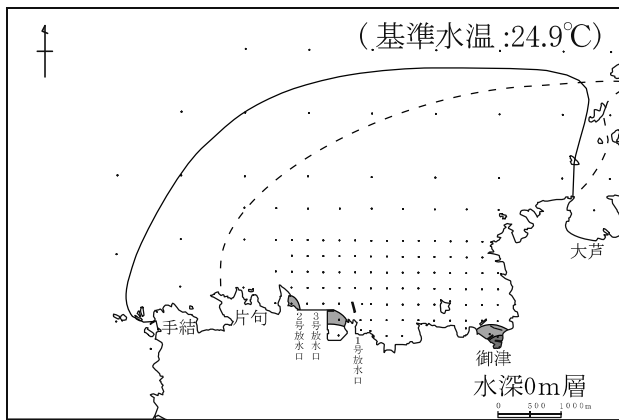 (基準水温:24.9℃)
大芦
手結
片句
2号放水口
3号放水口
1号放水口
御津
水深0m層
0 500 1000m